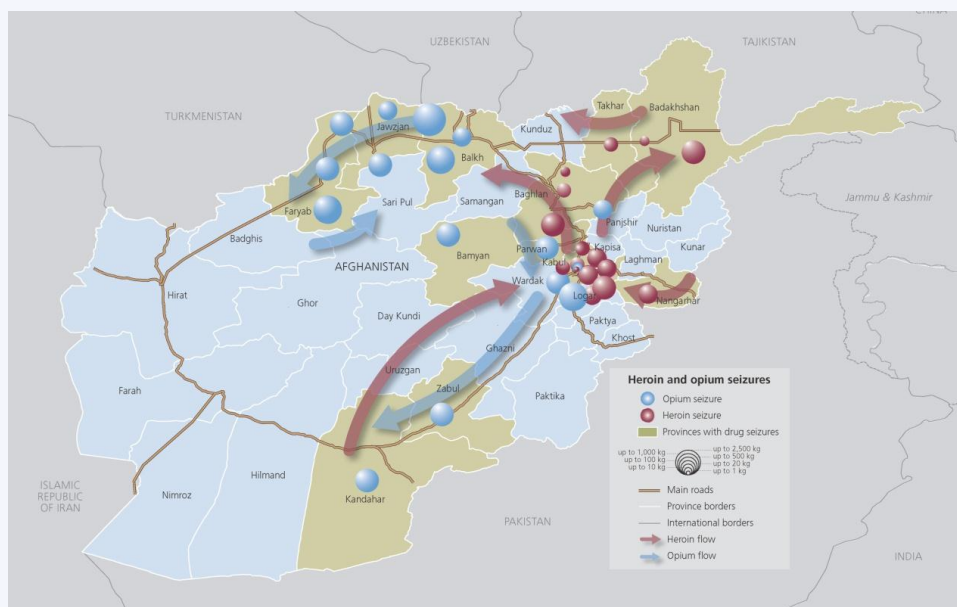 CHINA
UZBEKISTAN
TAJIKISTAN
TURKMENISTAN
Takhar
Badakhshan
Jawzjan
Kunduz
Balkh
Baghlan
Faryab
Sari Pul
Samangan
Jammu & Kashmir
Panjshir
Nuristan
Badghis
Parwan
Kapisa
Kunar
Bamyan
Laghman
Kabul
AFGHANISTAN
Wardak
Hirat
Logar
Nangarhar
Ghor
Day Kundi
Paktya
Khost
Ghazni
Uruzgan
Farah
Zabul
Paktika
Hilmand
Nimroz
Kandahar
ISLAMIC
REPUBLIC
OF IRAN
PAKISTAN
INDIA
Heroin and opium seizures
Opium seizure
Heroin seizure
Provinces with drug seizures
up to 1,000 kg
up to 100 kg
up to 10 kg
up to 2,500 kg
up to 500 kg
up to 20 kg
up to 1 kg
Main roads
Province borders
International borders
Heroin flow
Opium flow